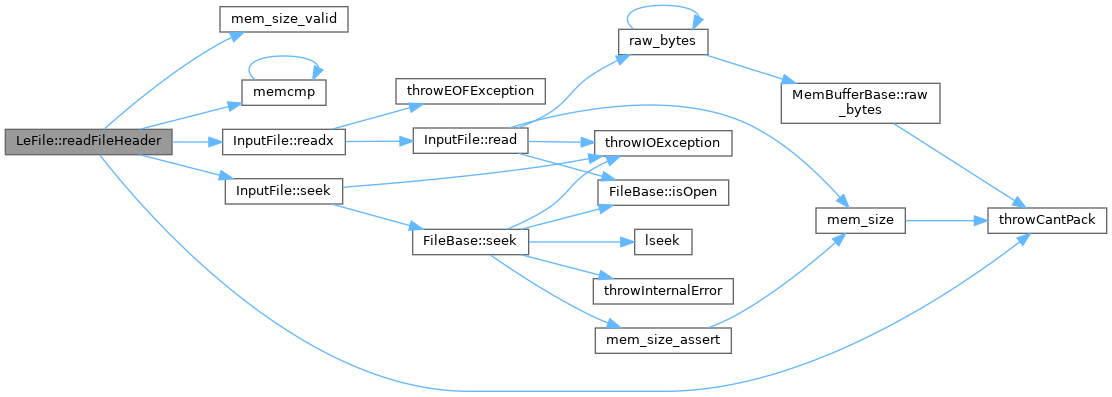 mem_size_valid
raw_bytes
memcmp
throwEOFException
MemBufferBase::raw
_bytes
LeFile::readFileHeader
InputFile::readx
InputFile::read
throwIOException
InputFile::seek
FileBase::isOpen
mem_size
throwCantPack
FileBase::seek
lseek
throwInternalError
mem_size_assert